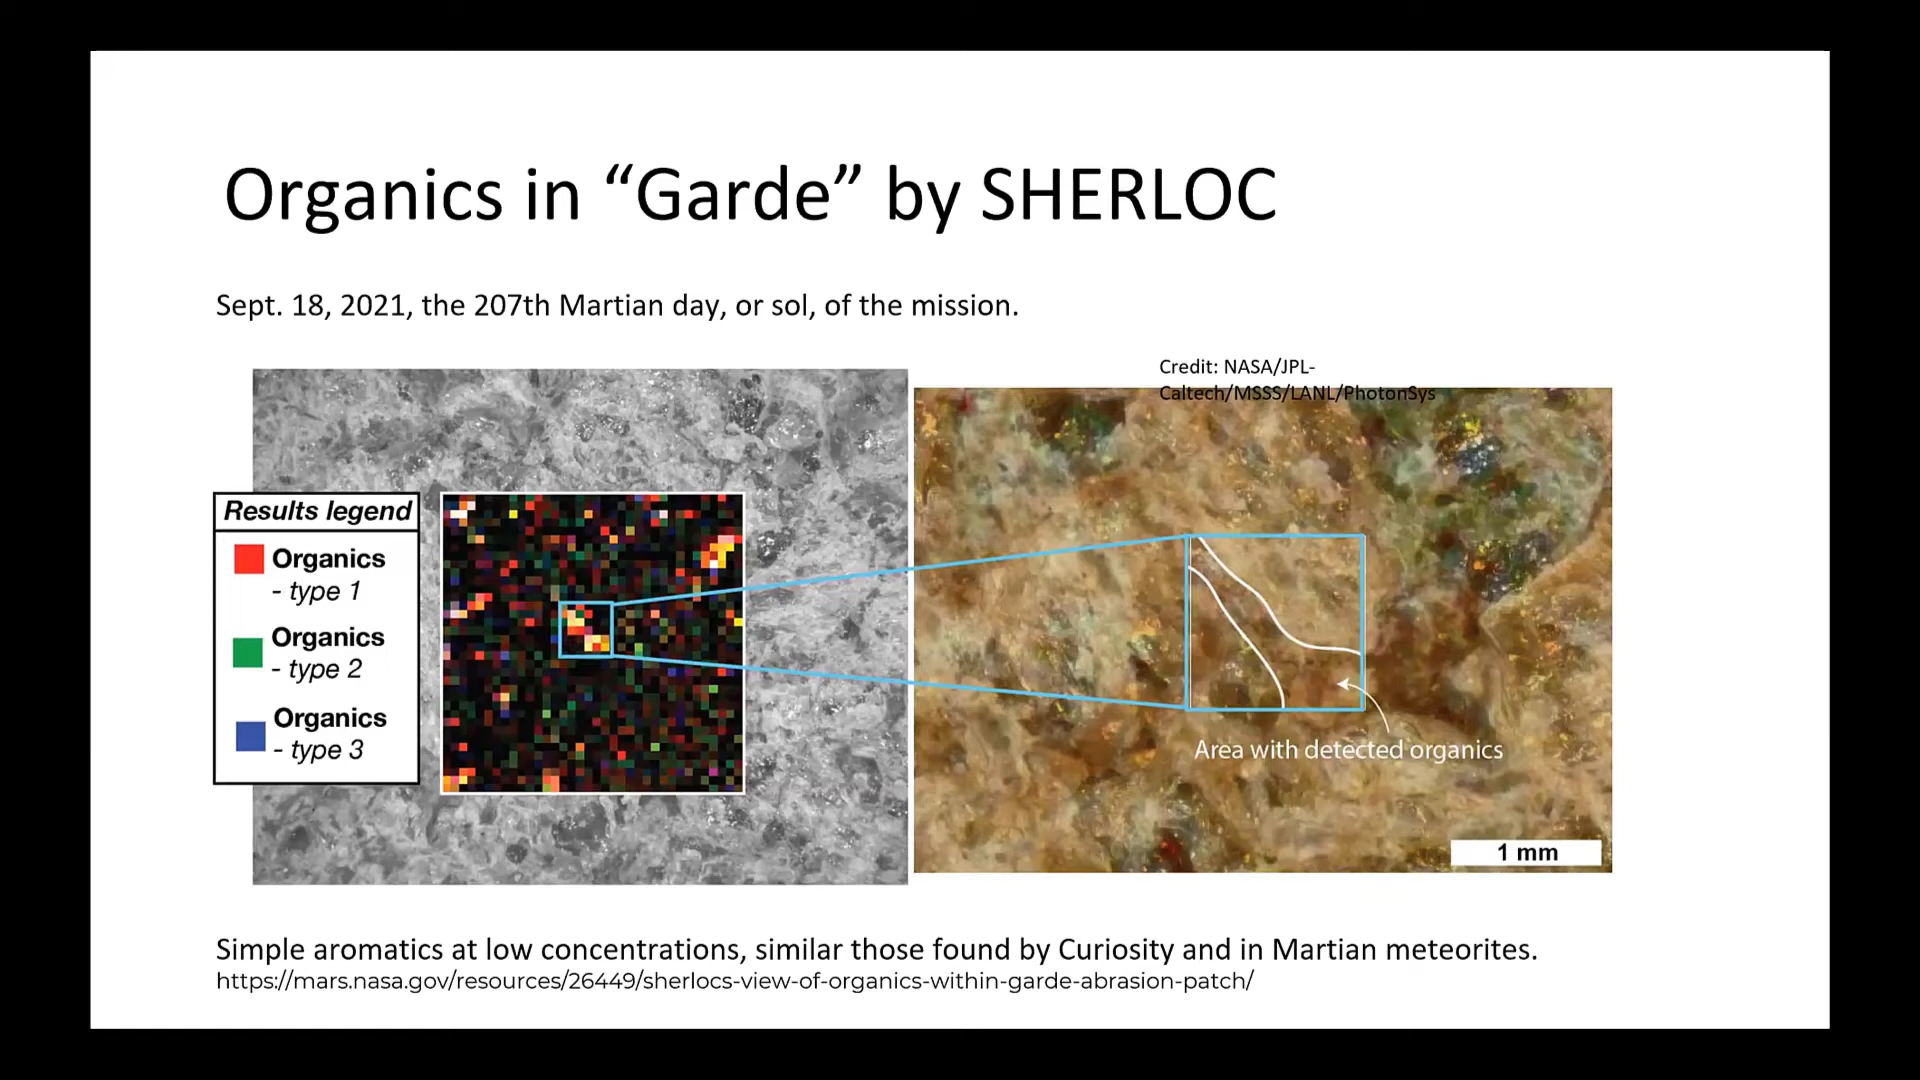 Organics in “Garde” by SHERLOC
Sept. 18, 2021, the 207th Martian day, or sol, of the mission.
Credit: NASA/JPL-
Caltech/MSSS/LANL/PhotonSys
Results legend
Organics
- type 1
Organics
- type 2
Organics
- type 3
Area with detected organics
1 mm
Simple aromatics at low concentrations, similar those found by Curiosity and in Martian meteorites.
https://mars.nasa.gov/resources/26449/sherlocs-view-of-organics-within-garde-abrasion-patch/